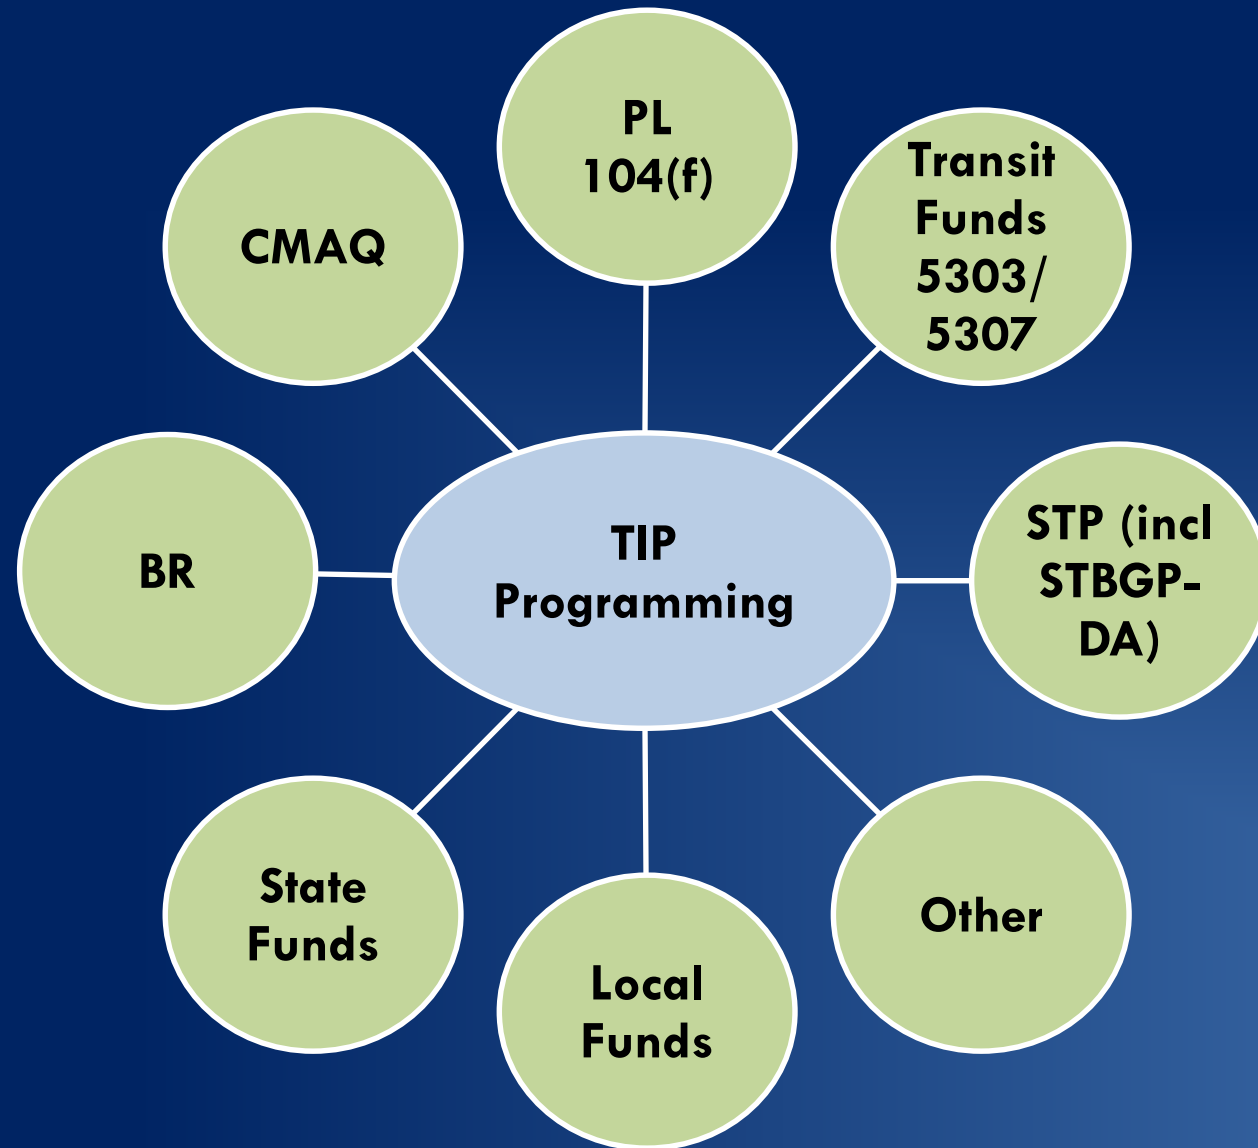 PL
104(f)
Transit
Funds
5303/
5307
STP (incl
STBGP-
DA)
Other
Local
Funds
State
Funds
BR
CMAQ
TIP
Programming